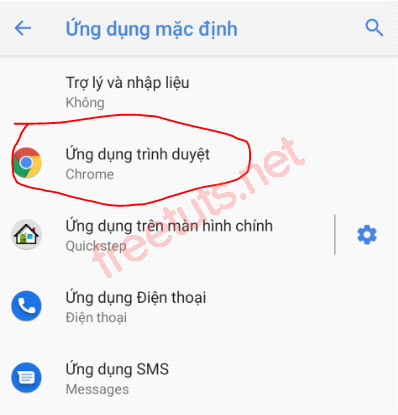 Ứng dụng mặc định
Trợ lý và nhập liệu
Không
Ứng dụng trình duyệt
Chrome
Ứng dụng trên màn hình chính
Quickstep
Ứng dụng Điện thoại
Điện thoại
Ứng dụng SMS
Messages
freetuts.net